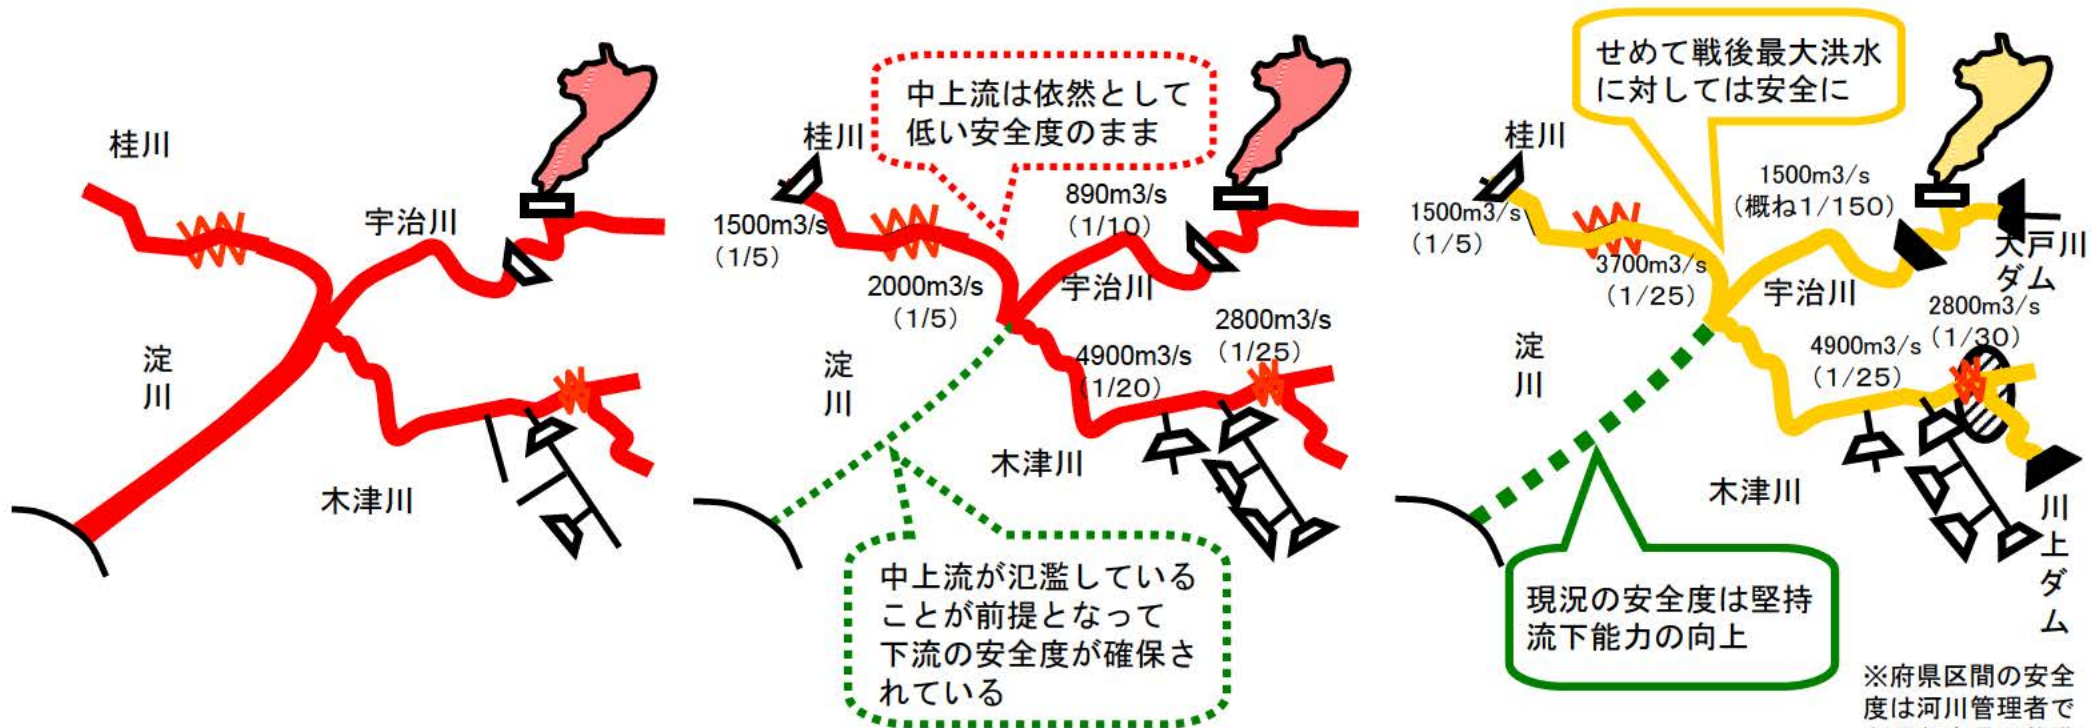 桂川
宇治川
淀川
木津川
中上流は依然として
低い安全度のまま
桂川
1500m3/s
（1/5）
890m3/s
（1/10）
2000m3/s
（1/5）
宇治川
2800m3/s
（1/25）
4900m3/s
（1/20）
淀川
木津川
中上流が氾濫している
ことが前提となって
下流の安全度が確保さ
れている
せめて戦後最大洪水
に対しては安全に
桂川
1500m3/s
（1/5）
1500m3/s
（概ね1/150）
大戸川
ダム
3700m3/s
（1/25）
宇治川
2800m3/s
（1/30）
4900m3/s
（1/25）
淀川
木津川
川上ダム
現況の安全度は堅持
流下能力の向上
※府県区間の安全
度は河川管理者で